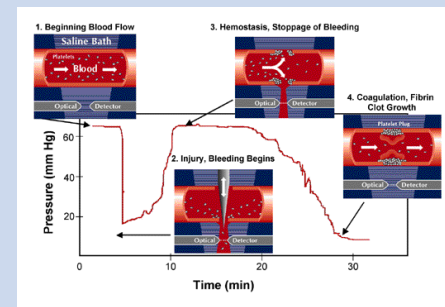 1. Beginning Blood Flow
Saline Bath
Platelets
Blood
Optical
Detector
3. Hemostasis, Stoppage of Bleeding
Optical
Detector
4. Coagulation, Fibrin
Clot Growth
Platelet Plug
Optical
Detector
2. Injury, Bleeding Begins
Optical
Detector
Pressure (mm Hg)
60
40
20
0
10
20
30
Time (min)